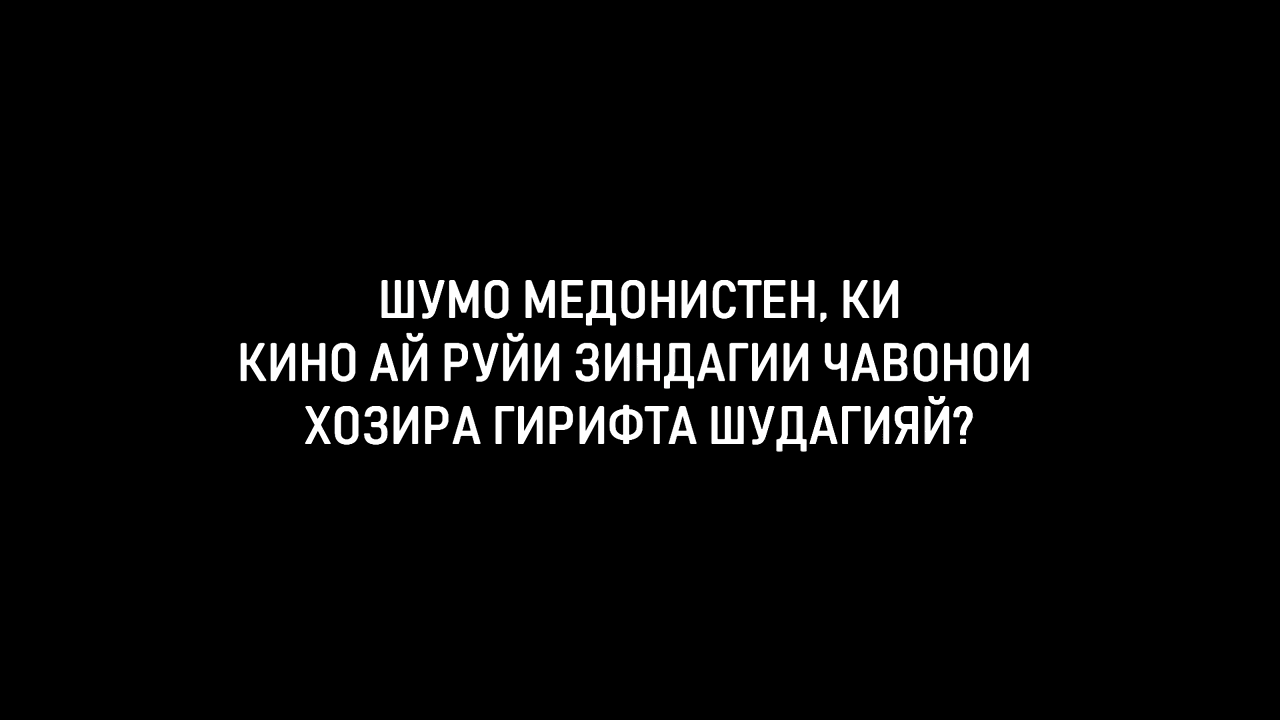 ШУМО МЕДОНИСТЕН, КИ
КИНО АЙ РУЙИ ЗИНДАГИИ ЧАВОНОИ
ХОЗИРА ГИРИФТА ШУДАГИЯЙ?